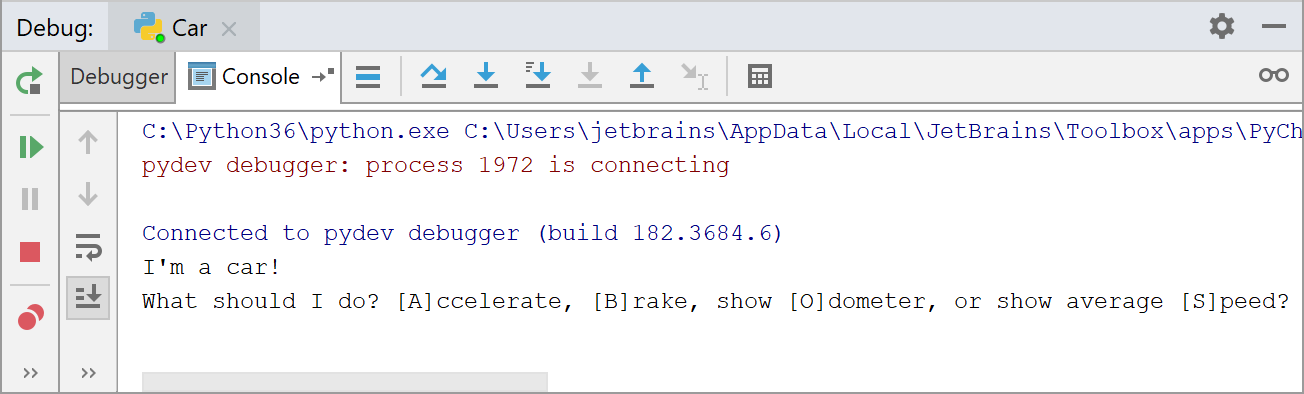 Debug: Car
Debugger Console
C:\Python36\python.exe C:\Users\jetbrains\AppData\Local\JetBrains\Toolbox\apps\PyCh
pydev debugger: process 1972 is connecting
Connected to pydev debugger (build 182.3684.6)
I'm a car!
What should I do? [A]ccelerate, [B]rake, show [O]dometer, or show average [S]peed?